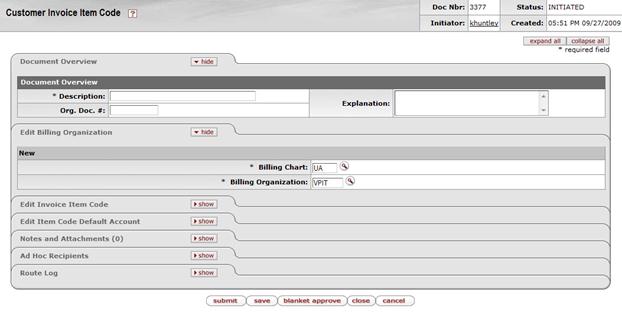 Customer Invoice Item Code ?
Doc Nbr: 3377 Status: INITIATED
Initiator: khuntley Created: 05:51 PM 09/27/2009
expand all collapse all
* required field
Document Overview hide
Document Overview
* Description: Explanation:
Org. Doc. #:
Edit Billing Organization hide
New
* Billing Chart: UA
* Billing Organization: VPIT
Edit Invoice Item Code show
Edit Item Code Default Account show
Notes and Attachments (0) show
Ad Hoc Recipients show
Route Log show
submit save blanket approve close cancel